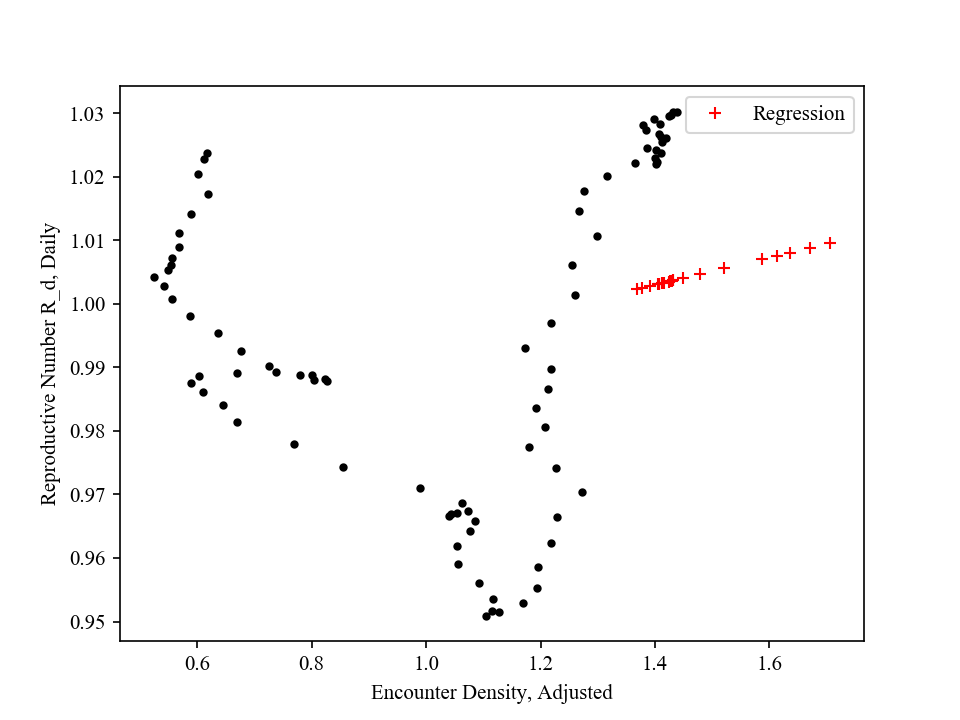 1.03
1.02
1.01
1.00
0.99
0.98
0.97
0.96
0.95
Reproductive Number R_d, Daily
Regression
0.6 0.8 1.0 1.2 1.4 1.6
Encounter Density, Adjusted